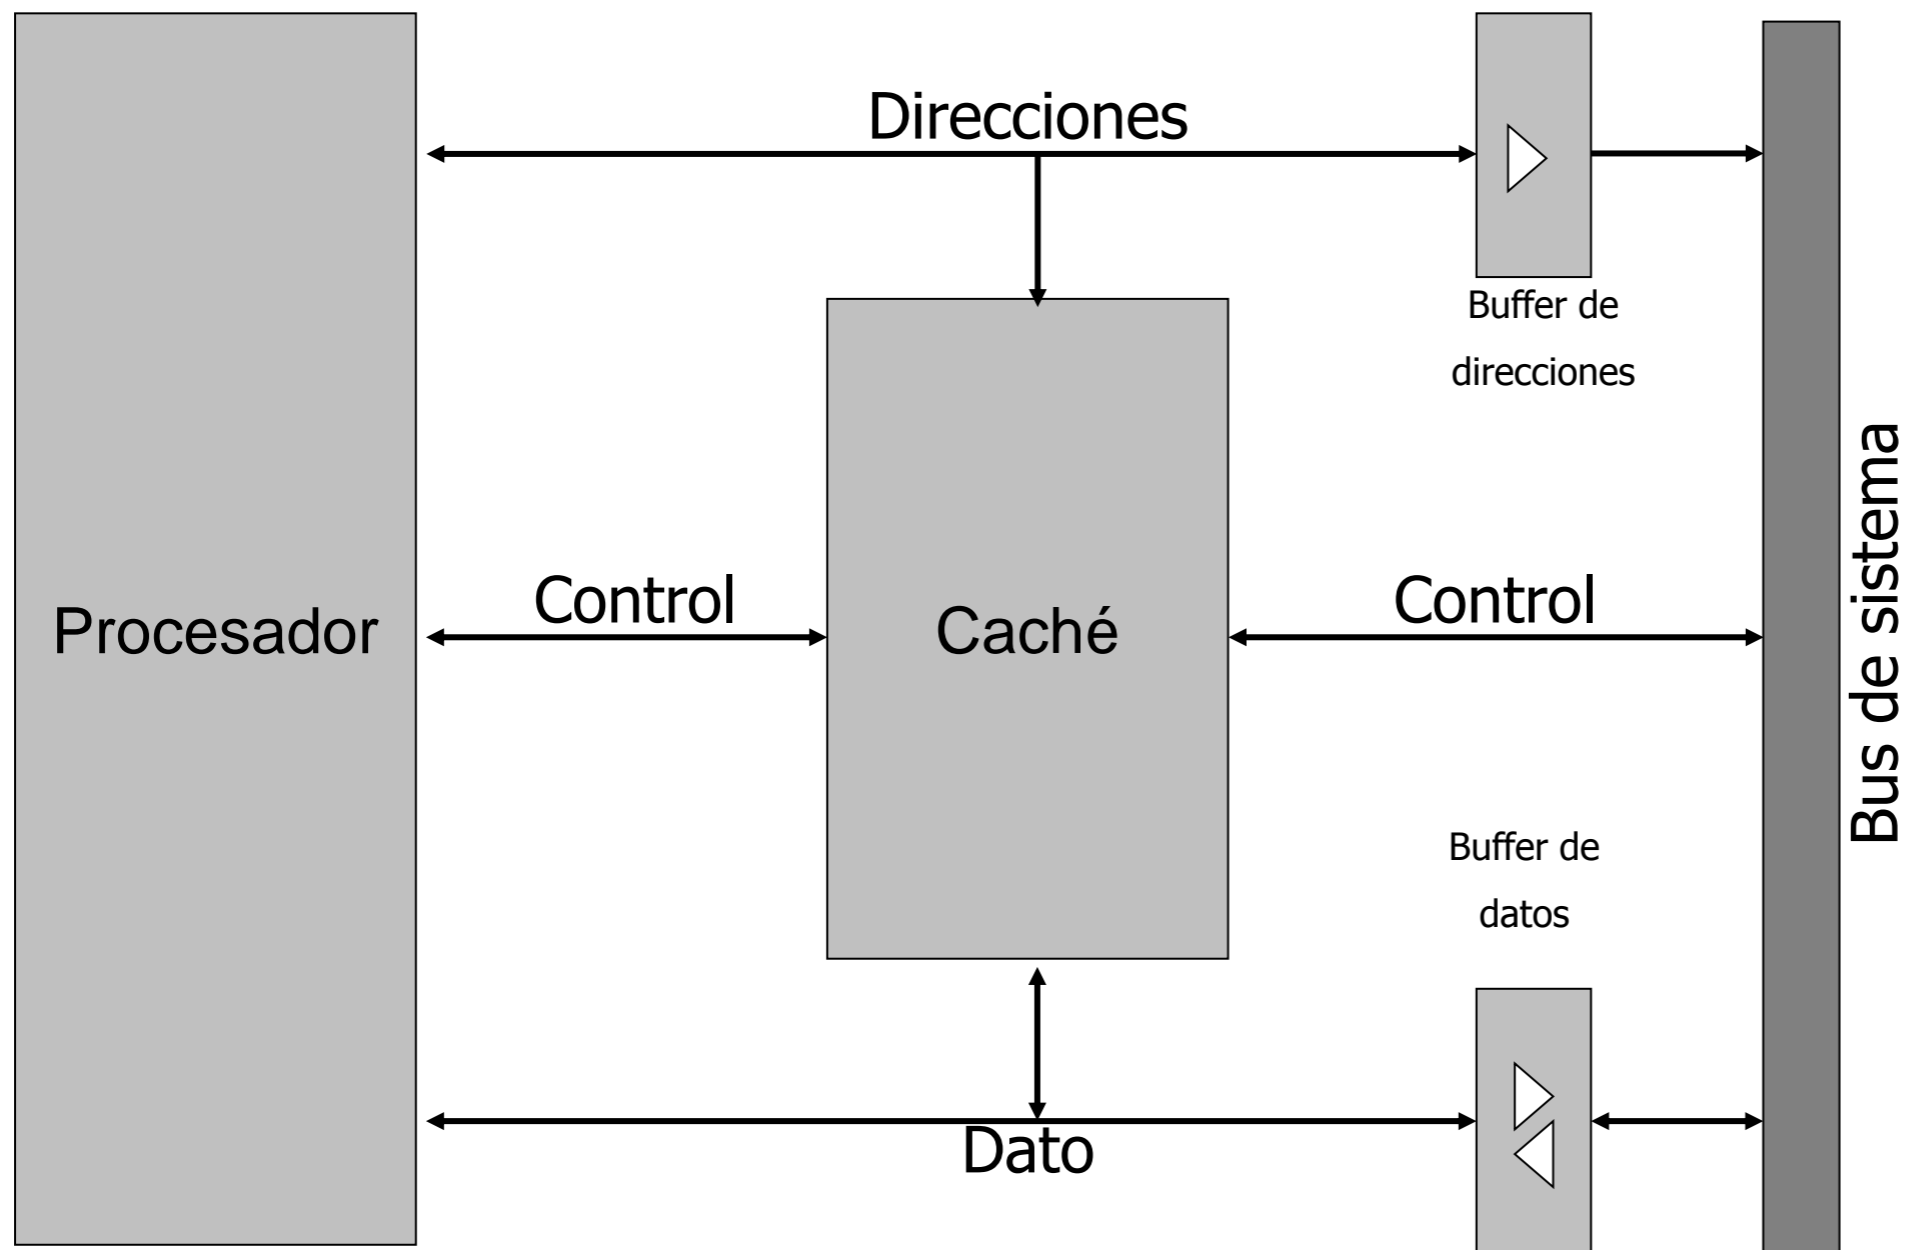 Direcciones
Buffer de
direcciones
Procesador
Control
Caché
Control
Bus de sistema
Buffer de
datos
Dato